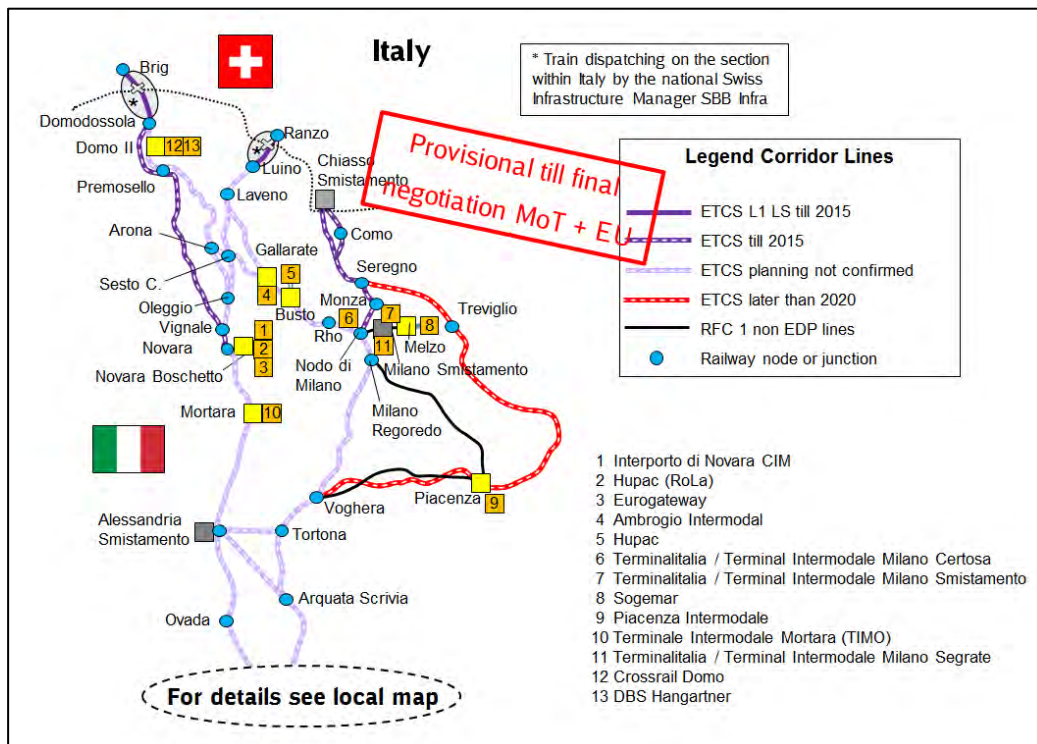 Italy
* Train dispatching on the section
within Italy by the national Swiss
Infrastructure Manager SBB Infra
Brig
*
Domodossola
Domo II
12 13
Premosello
Ranzo
*
Luino
Laveno
Chiasso
Smistamento
Provisional till final
negotiation MoT + EU
Legend Corridor Lines
ETCS L1 LS till 2015
ETCS till 2015
ETCS planning not confirmed
ETCS later than 2020
RFC 1 non EDP lines
Railway node or junction
Arona
Sesto C.
Oleggio
Vignale
Novara
Novara Boschetto
1
2
3
Gallarate
5
4
Busto
Como
Seregno
Monza
Treviglio
6
7
8
11
Rho
Melzo
Nodo di
Milano
Milano Smistamento
Milano
Regoredo
Mortara
10
Piacenza
9
Voghera
Alessandria
Smistamento
Tortona
Arquata Scrivia
Ovada
For details see local map
1 Interporto di Novara CIM
2 Hupac (RoLa)
3 Eurogateway
4 Ambrogio Intermodal
5 Hupac
6 Terminalitalia / Terminal Intermodale Milano Certosa
7 Terminalitalia / Terminal Intermodale Milano Smistamento
8 Sogemar
9 Piacenza Intermodale
10 Terminale Intermodale Mortara (TIMO)
11 Terminalitalia / Terminal Intermodale Milano Segrate
12 Crossrail Domo
13 DBS Hangartner